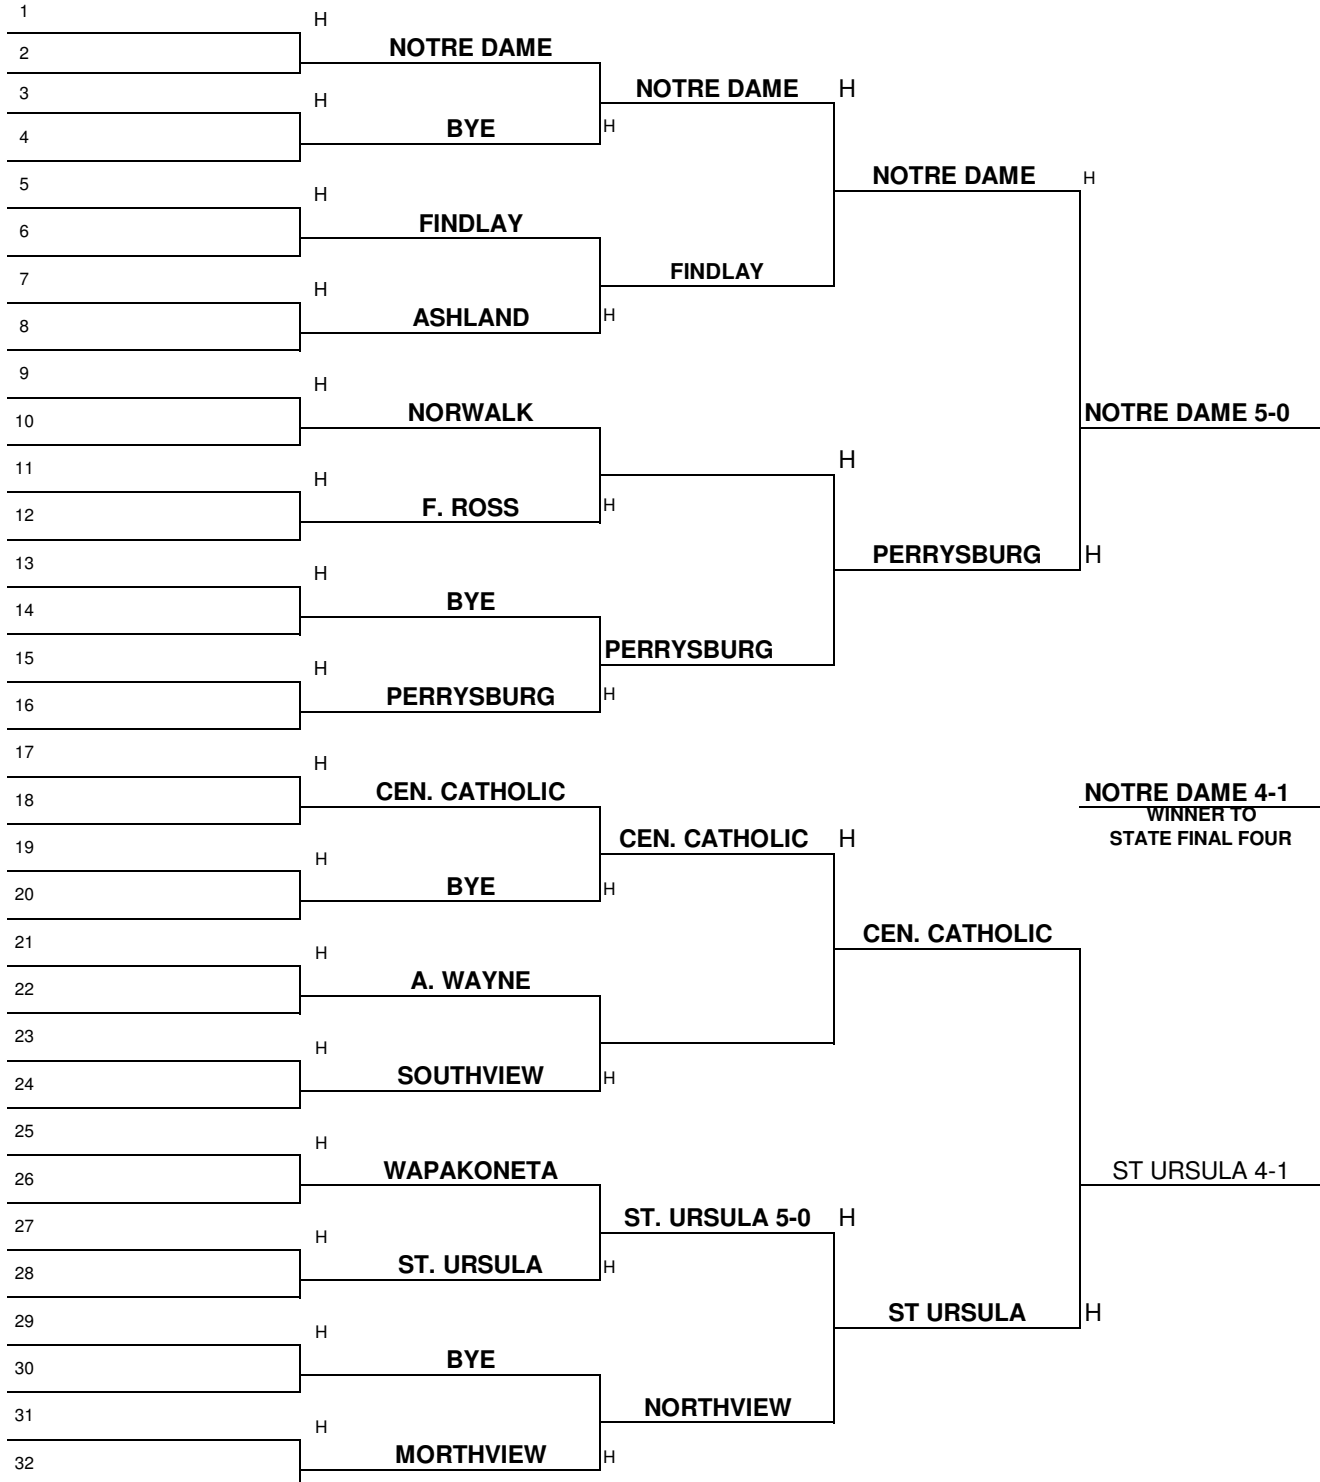 1
H
2
NOTRE DAME
3
NOTRE DAME H
H
4
BYE H
5
NOTRE DAME H
H
6
FINDLAY
7
FINDLAY
H
8
ASHLAND H
9
H
10
NORWALK
NOTRE DAME 5-0
11
H
H
12
F. ROSS H
13
PERRYSBURG H
H
14
BYE
15
PERRYSBURG
H
16
PERRYSBURG H
17
H
18
CEN. CATHOLIC
NOTRE DAME 4-1
WINNER TO
STATE FINAL FOUR
19
CEN. CATHOLIC H
H
20
BYE H
21
CEN. CATHOLIC
H
22
A. WAYNE
23
H
24
SOUTHVIEW H
25
H
26
WAPAKONETA
ST URSULA 4-1
27
ST. URSULA 5-0 H
H
28
ST. URSULA H
29
ST URSULA H
H
30
BYE
31
NORTHVIEW
H
32
MORTHVIEW H